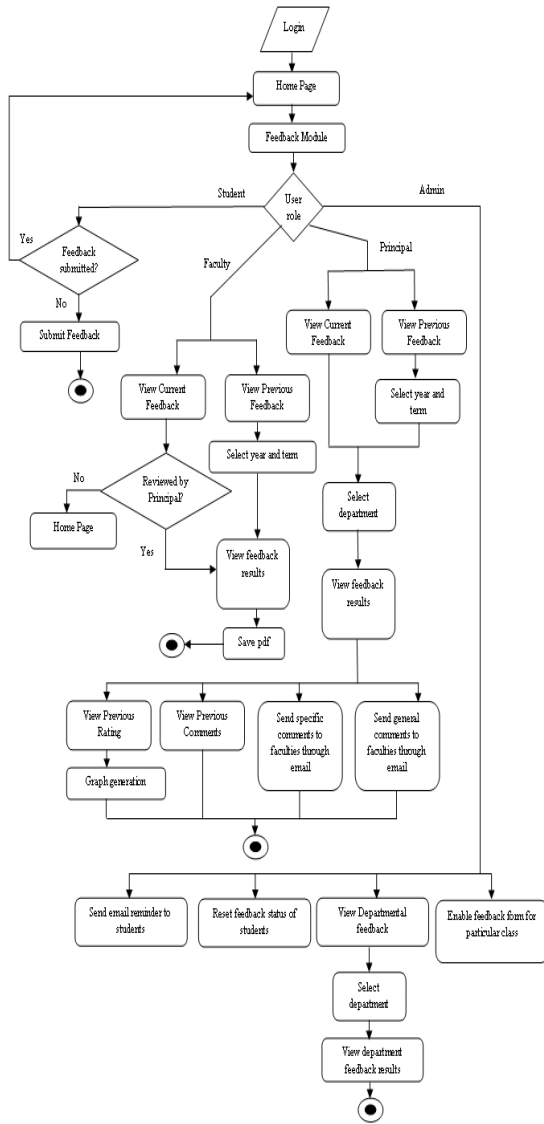 Login
Home Page
Feedback Module
Student
User
role
Admin
Yes
Feedback
submitted?
Faculty
Principal
No
Submit Feedback
View Current
Feedback
View Previous
Feedback
View Current
Feedback
View Previous
Feedback
Select year and
term
Select year and term
No
Reviewed by
Principal?
Home Page
Yes
Select
department
View feedback
results
View feedback
results
Save pdf
View Previous
Rating
View Previous
Comments
Send specific
comments to
faculties through
email
Send general
comments to
faculties through
email
Graph generation
Send email reminder to
students
Reset feedback status of
students
View Departmental
feedback
Enable feedback form for
particular class
Select
department
View department
feedback results